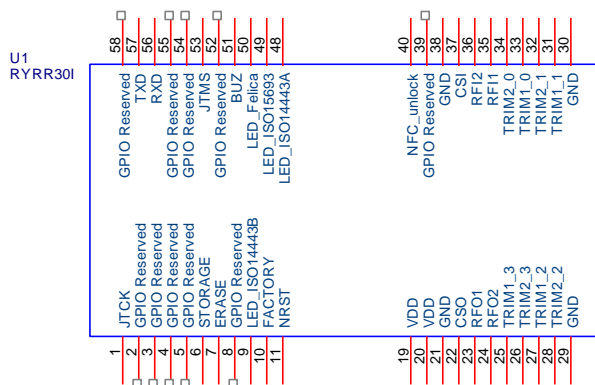 U1
RYRR30I
58 GPIO Reserved
57 TXD
56 RXD
55 GPIO Reserved
54 GPIO Reserved
53 JTMS
52 GPIO Reserved
51 BUZ
50 LED_Felica
49 LED_ISO15693
48 LED_ISO14443A
40 NFC_unlock
39 GPIO Reserved
38 GND
37 CSI
36 RFI2
35 RFI1
34 TRIM2_0
33 TRIM1_0
32 TRIM2_1
31 TRIM1_1
30 GND
1 JTCK
2 GPIO Reserved
3 GPIO Reserved
4 GPIO Reserved
5 GPIO Reserved
6 STORAGE
7 ERASE
8 GPIO Reserved
9 LED_ISO14443B
10 FACTORY
11 NRST
19 VDD
20 VDD
21 GND
22 CSO
23 RFO1
24 RFO2
25 TRIM1_3
26 TRIM2_3
27 TRIM1_2
28 TRIM2_2
29 GND